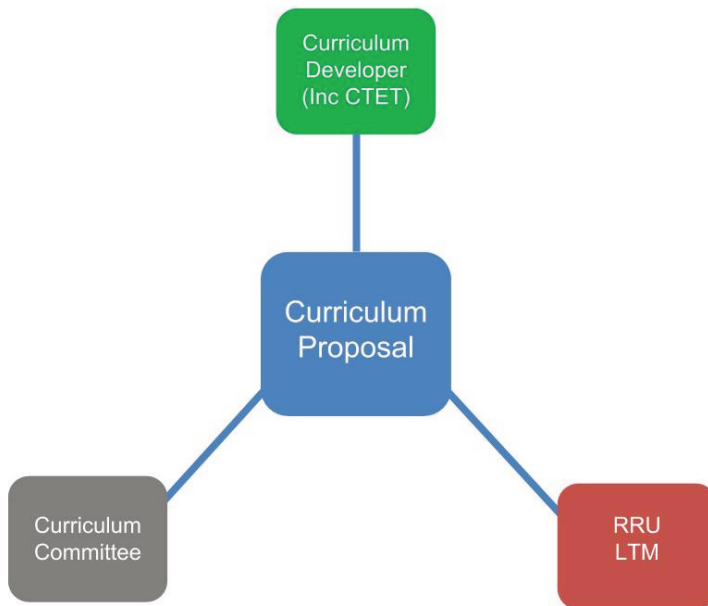 Curriculum
Developer
(Inc CTET)
Curriculum
Proposal
Curriculum
Committee
RRU
LTM